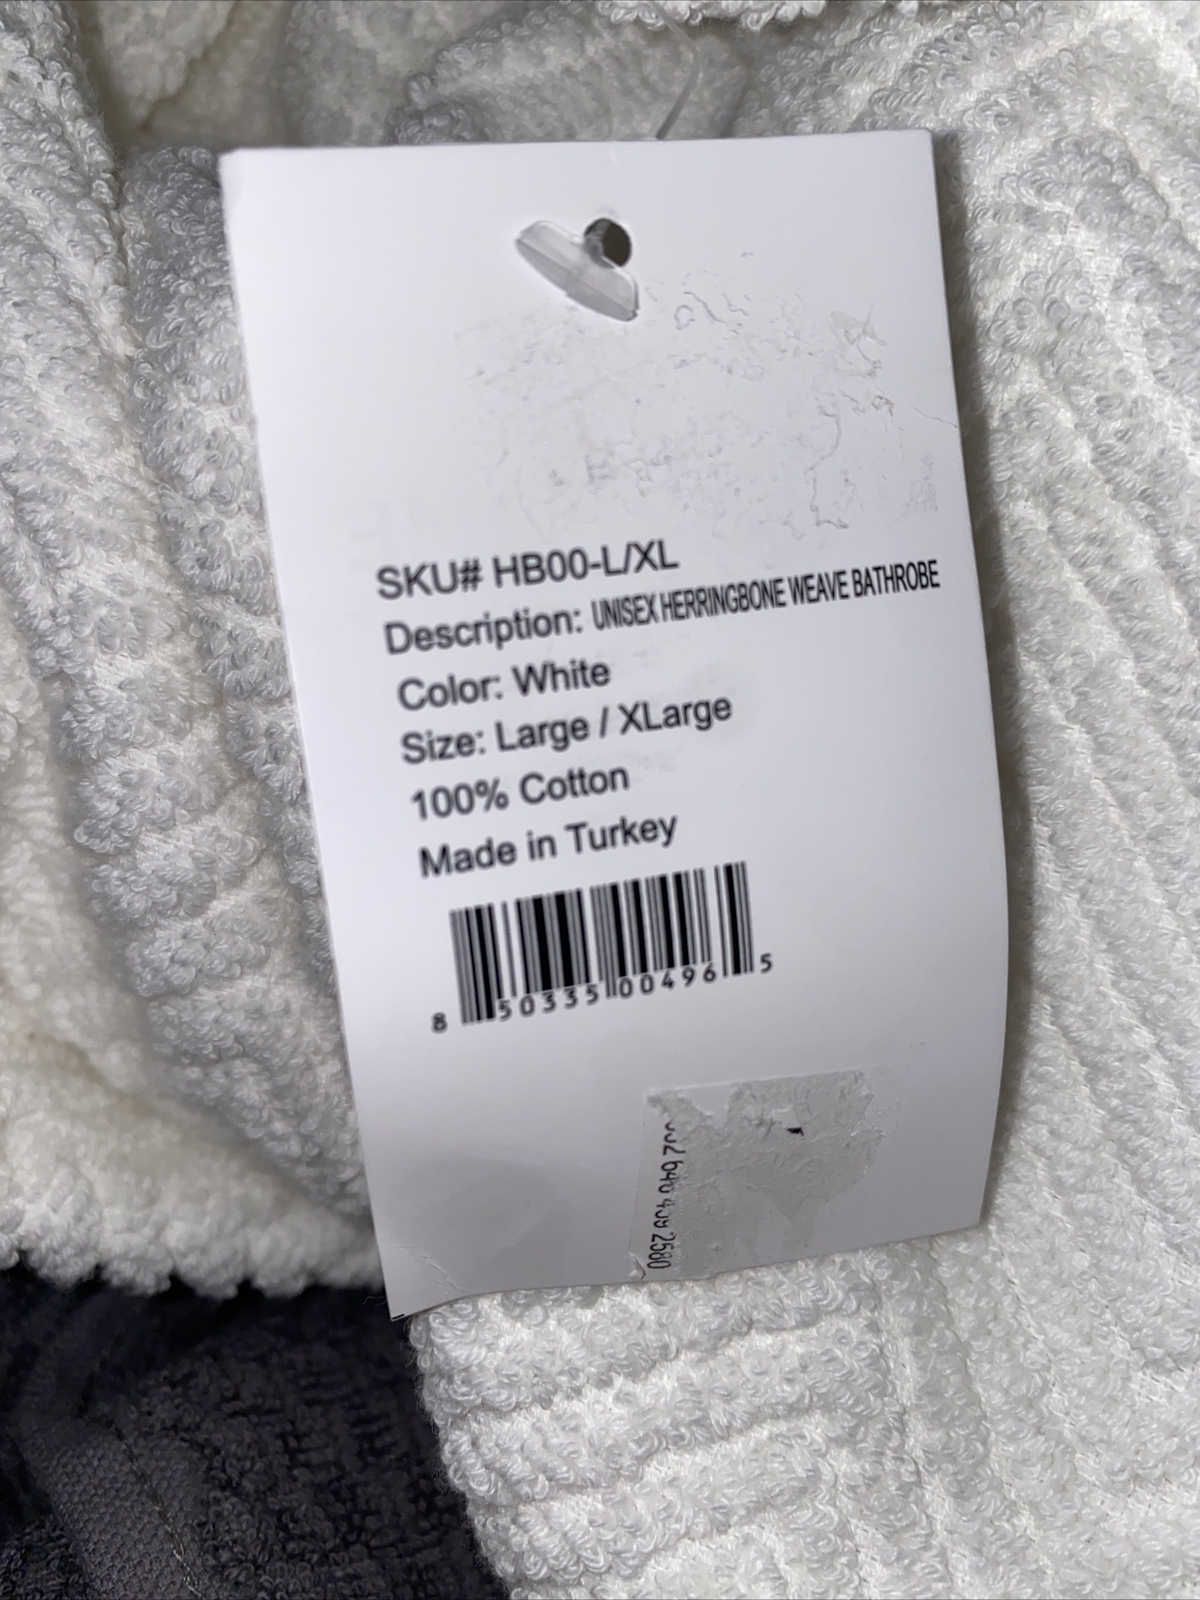 SKU# HB00-L/XL
Description: UNISEX HERRINGBONE WEAVE BATHROBE
Color: White
Size: Large / XLarge
100% Cotton
Made in Turkey
8 50335 00496 5
2580